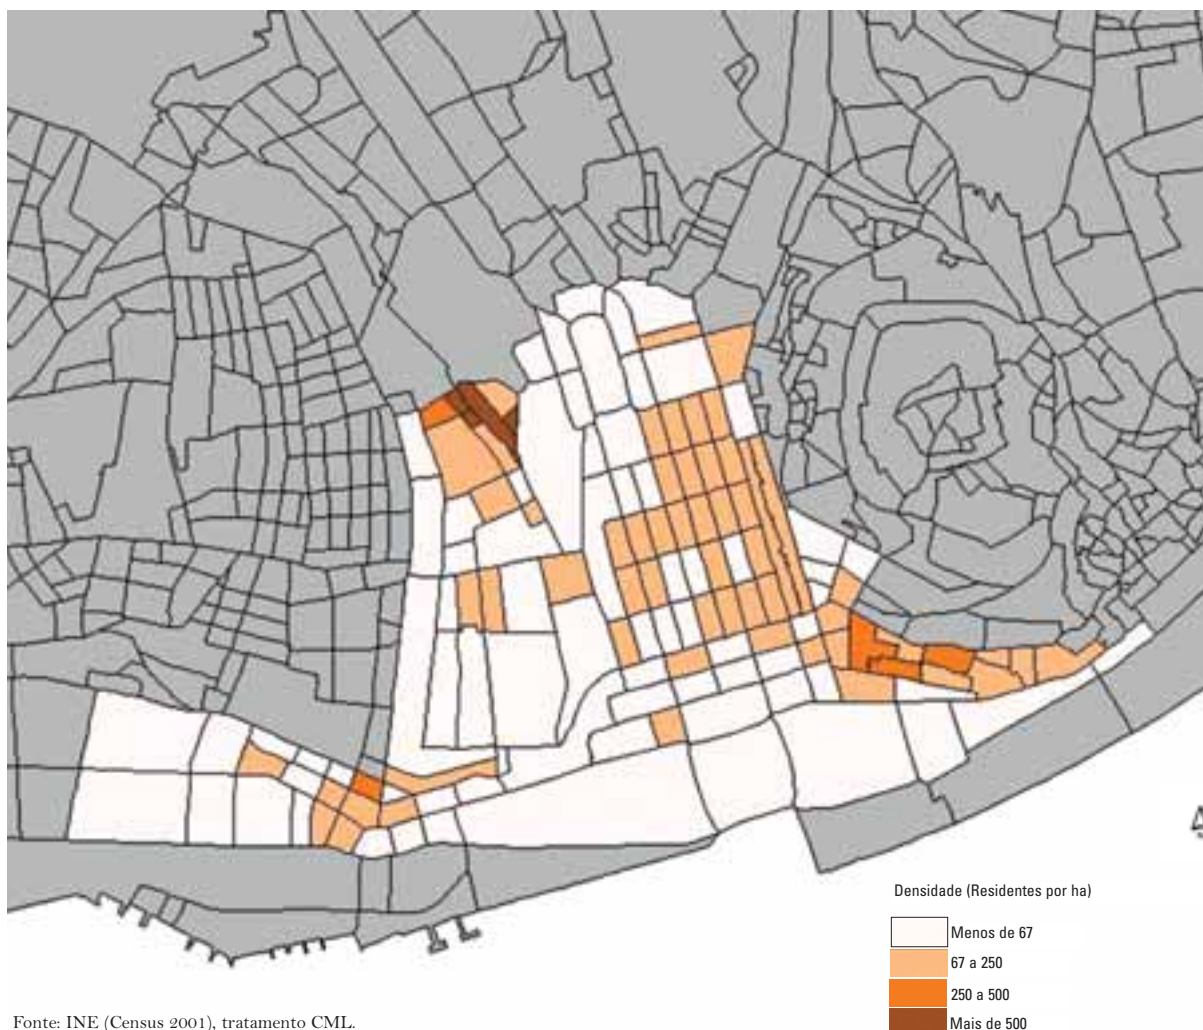 Densidade (Residentes por ha)
Menos de 67
67 a 250
250 a 500
Mais de 500
Fonte: INE (Census 2001), tratamento CML.